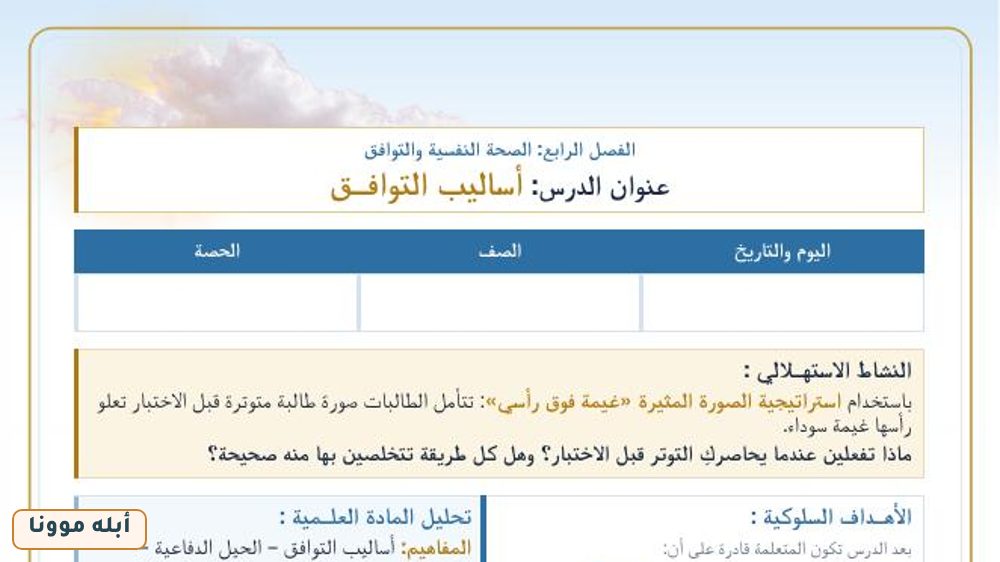 الفصل الرابع: الصحة النفسية والتوافق
عنوان الدرس: أساليب التوافــق
اليوم والتاريخ
الصف
الحصة
النشاط الاستهــلالي :
باستخدام استراتيجية الصورة المثيرة «غيمة فوق رأسي»: تتأمل الطالبات صورة طالبة متوترة قبل الاختبار تعلو
رأسها غيمة سوداء.
ماذا تفعلين عندما يحاصركِ التوتر قبل الاختبار؟ وهل كل طريقة تتخلصين بها منه صحيحة؟
الأهـداف السلوكية :
بعد الدرس تكون المتعلمة قادرة على أن:
تحليل المادة العلــمية :
المفاهيم: أساليب التوافق – الحيل الدفاعية –
أبله موونا